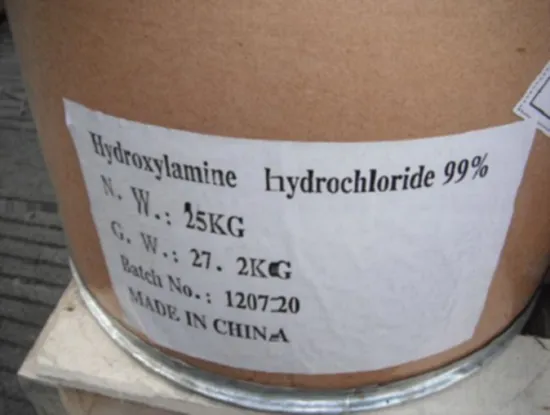 Hydroxylamine Hydrochloride 99%
N. W.: 25KG
G. W.: 27. 2KG
Batch No.: 120720
MADE IN CHINA